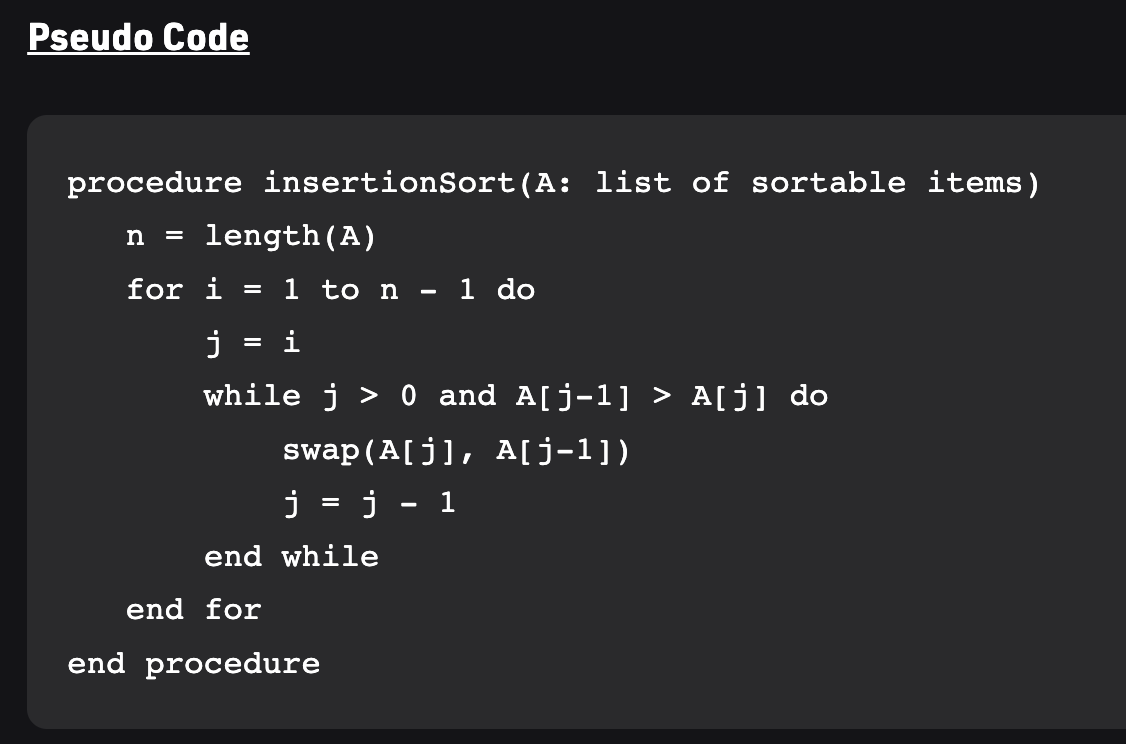 Pseudo Code
procedure insertionSort(A: list of sortable items)
   n = length(A)
   for i = 1 to n - 1 do
       j = i
       while j > 0 and A[j-1] > A[j] do
           swap(A[j], A[j-1])
           j = j - 1
       end while
   end for
end procedure